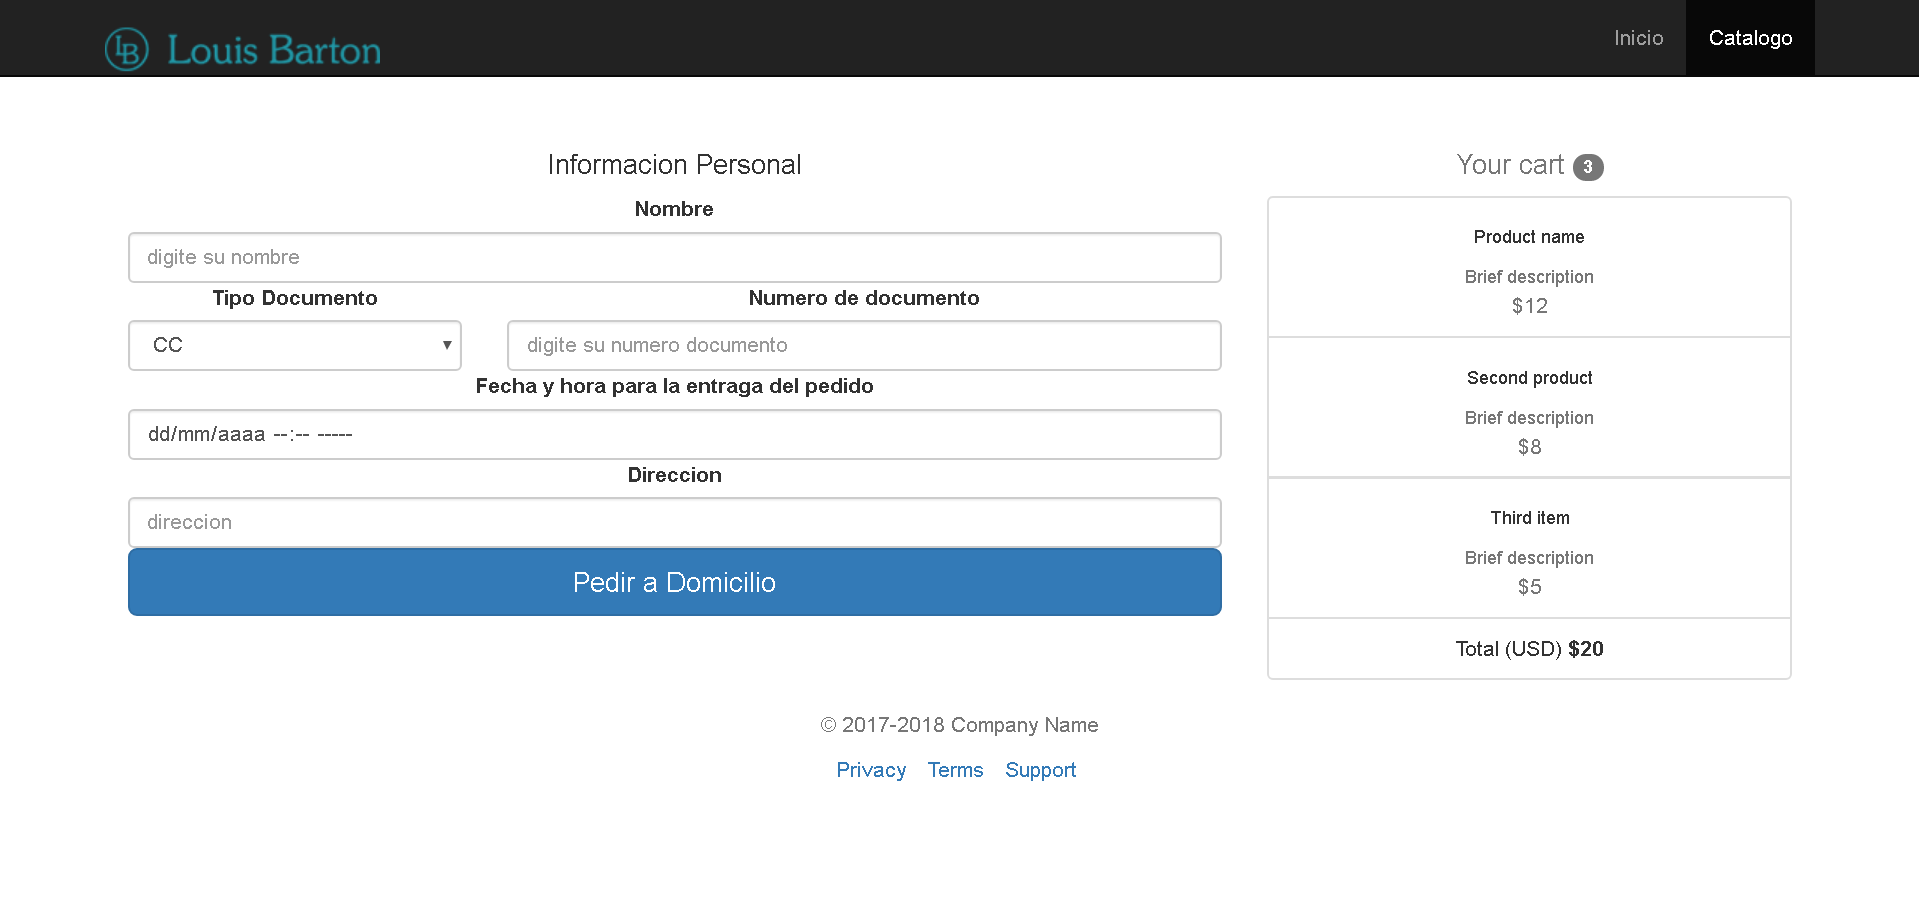 LB Louis Barton
Inicio
Catalogo
Informacion Personal
Nombre
digite su nombre
Tipo Documento
Numero de documento
CC
digite su numero documento
Fecha y hora para la entraga del pedido
dd/mm/aaaa --:-- -----
Direccion
direccion
Pedir a Domicilio
Your cart 3
Product name
Brief description
$12
Second product
Brief description
$8
Third item
Brief description
$5
Total (USD) $20
© 2017-2018 Company Name
Privacy Terms Support